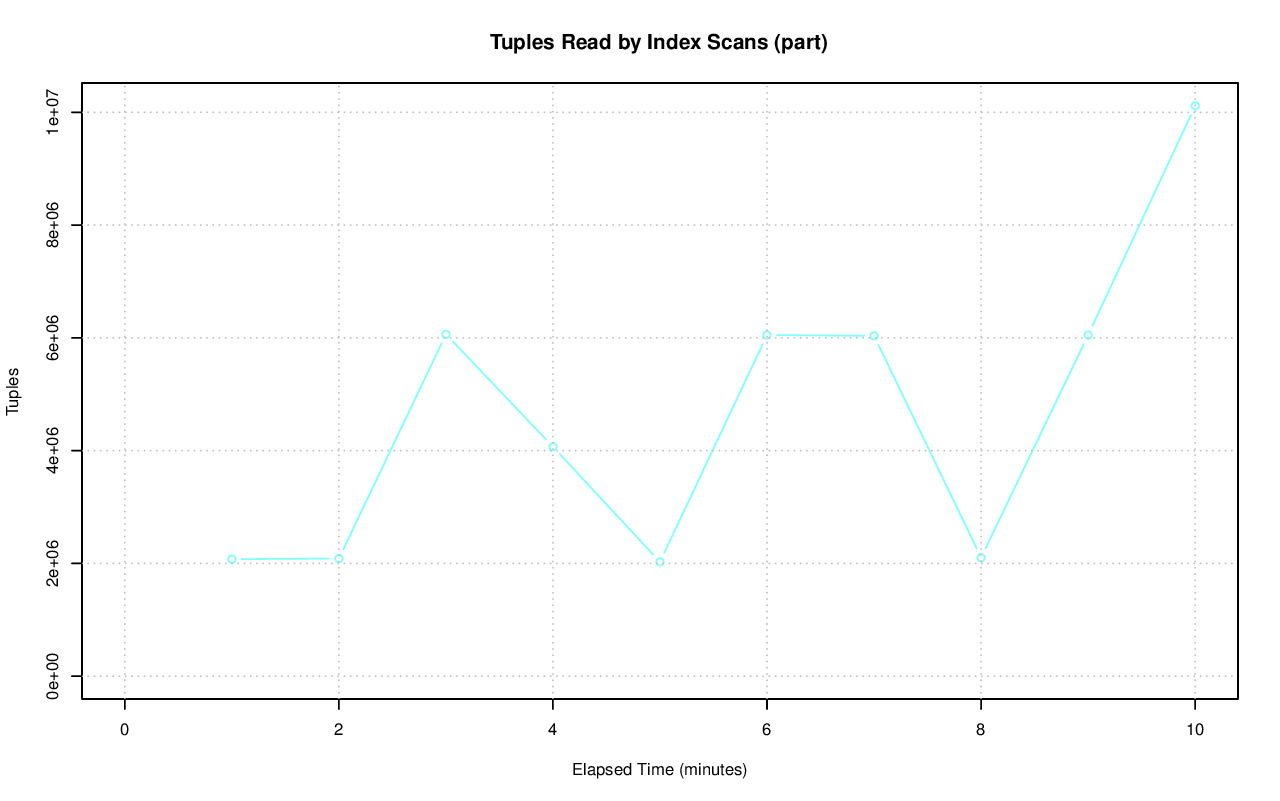 Tuples Read by Index Scans (part)
1e+07
8e+06
6e+06
4e+06
2e+06
0e+00
Tuples
0 2 4 6 8 10
Elapsed Time (minutes)